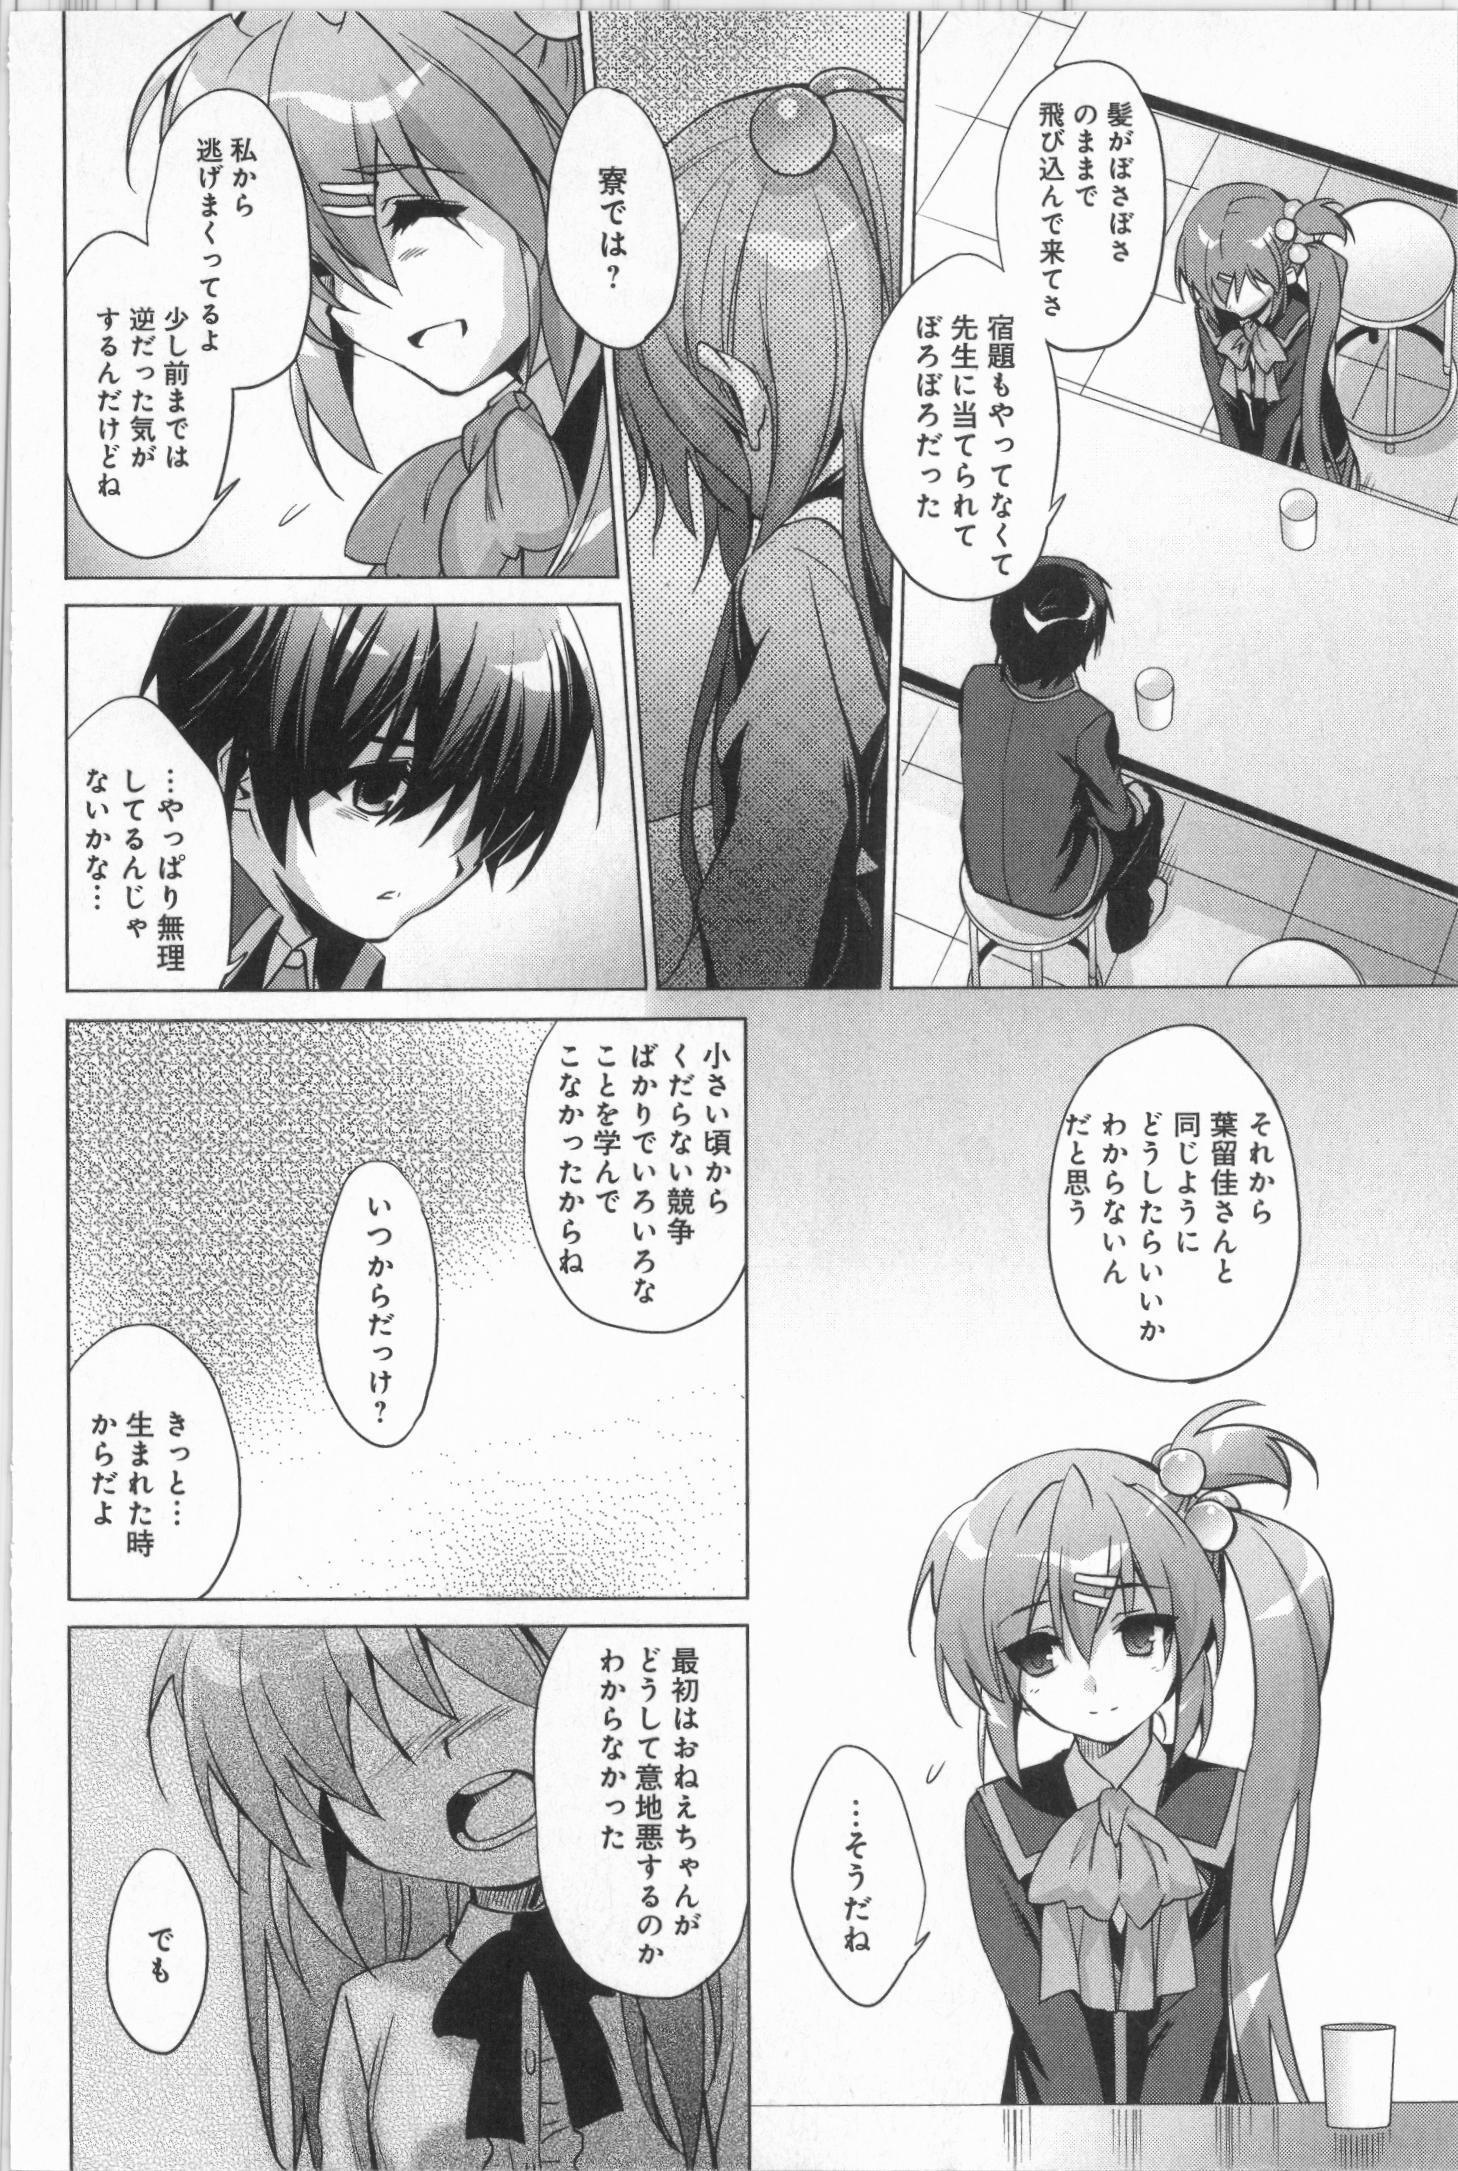 髪がぼさぼさ
のままで
飛び込んで来てさ
宿題もやってなくて
先生に当てられて
ぼろぼろだった
寮では?
私から
逃げまくってるよ
少し前までは
逆だった気が
するんだけどね
…やっぱり無理
してるんじゃ
ないかな…
それから
葉留佳さんと
同じように
どうしたらいいか
わからないん
だと思う
…そうだね
小さい頃から
くだらない競争
ばかりでいろいろな
ことを学んで
こなかったからね
いつからだっけ?
きっと…
生まれた時
からだよ
最初はおねえちゃんが
どうして意地悪するのか
わからなかった
でも